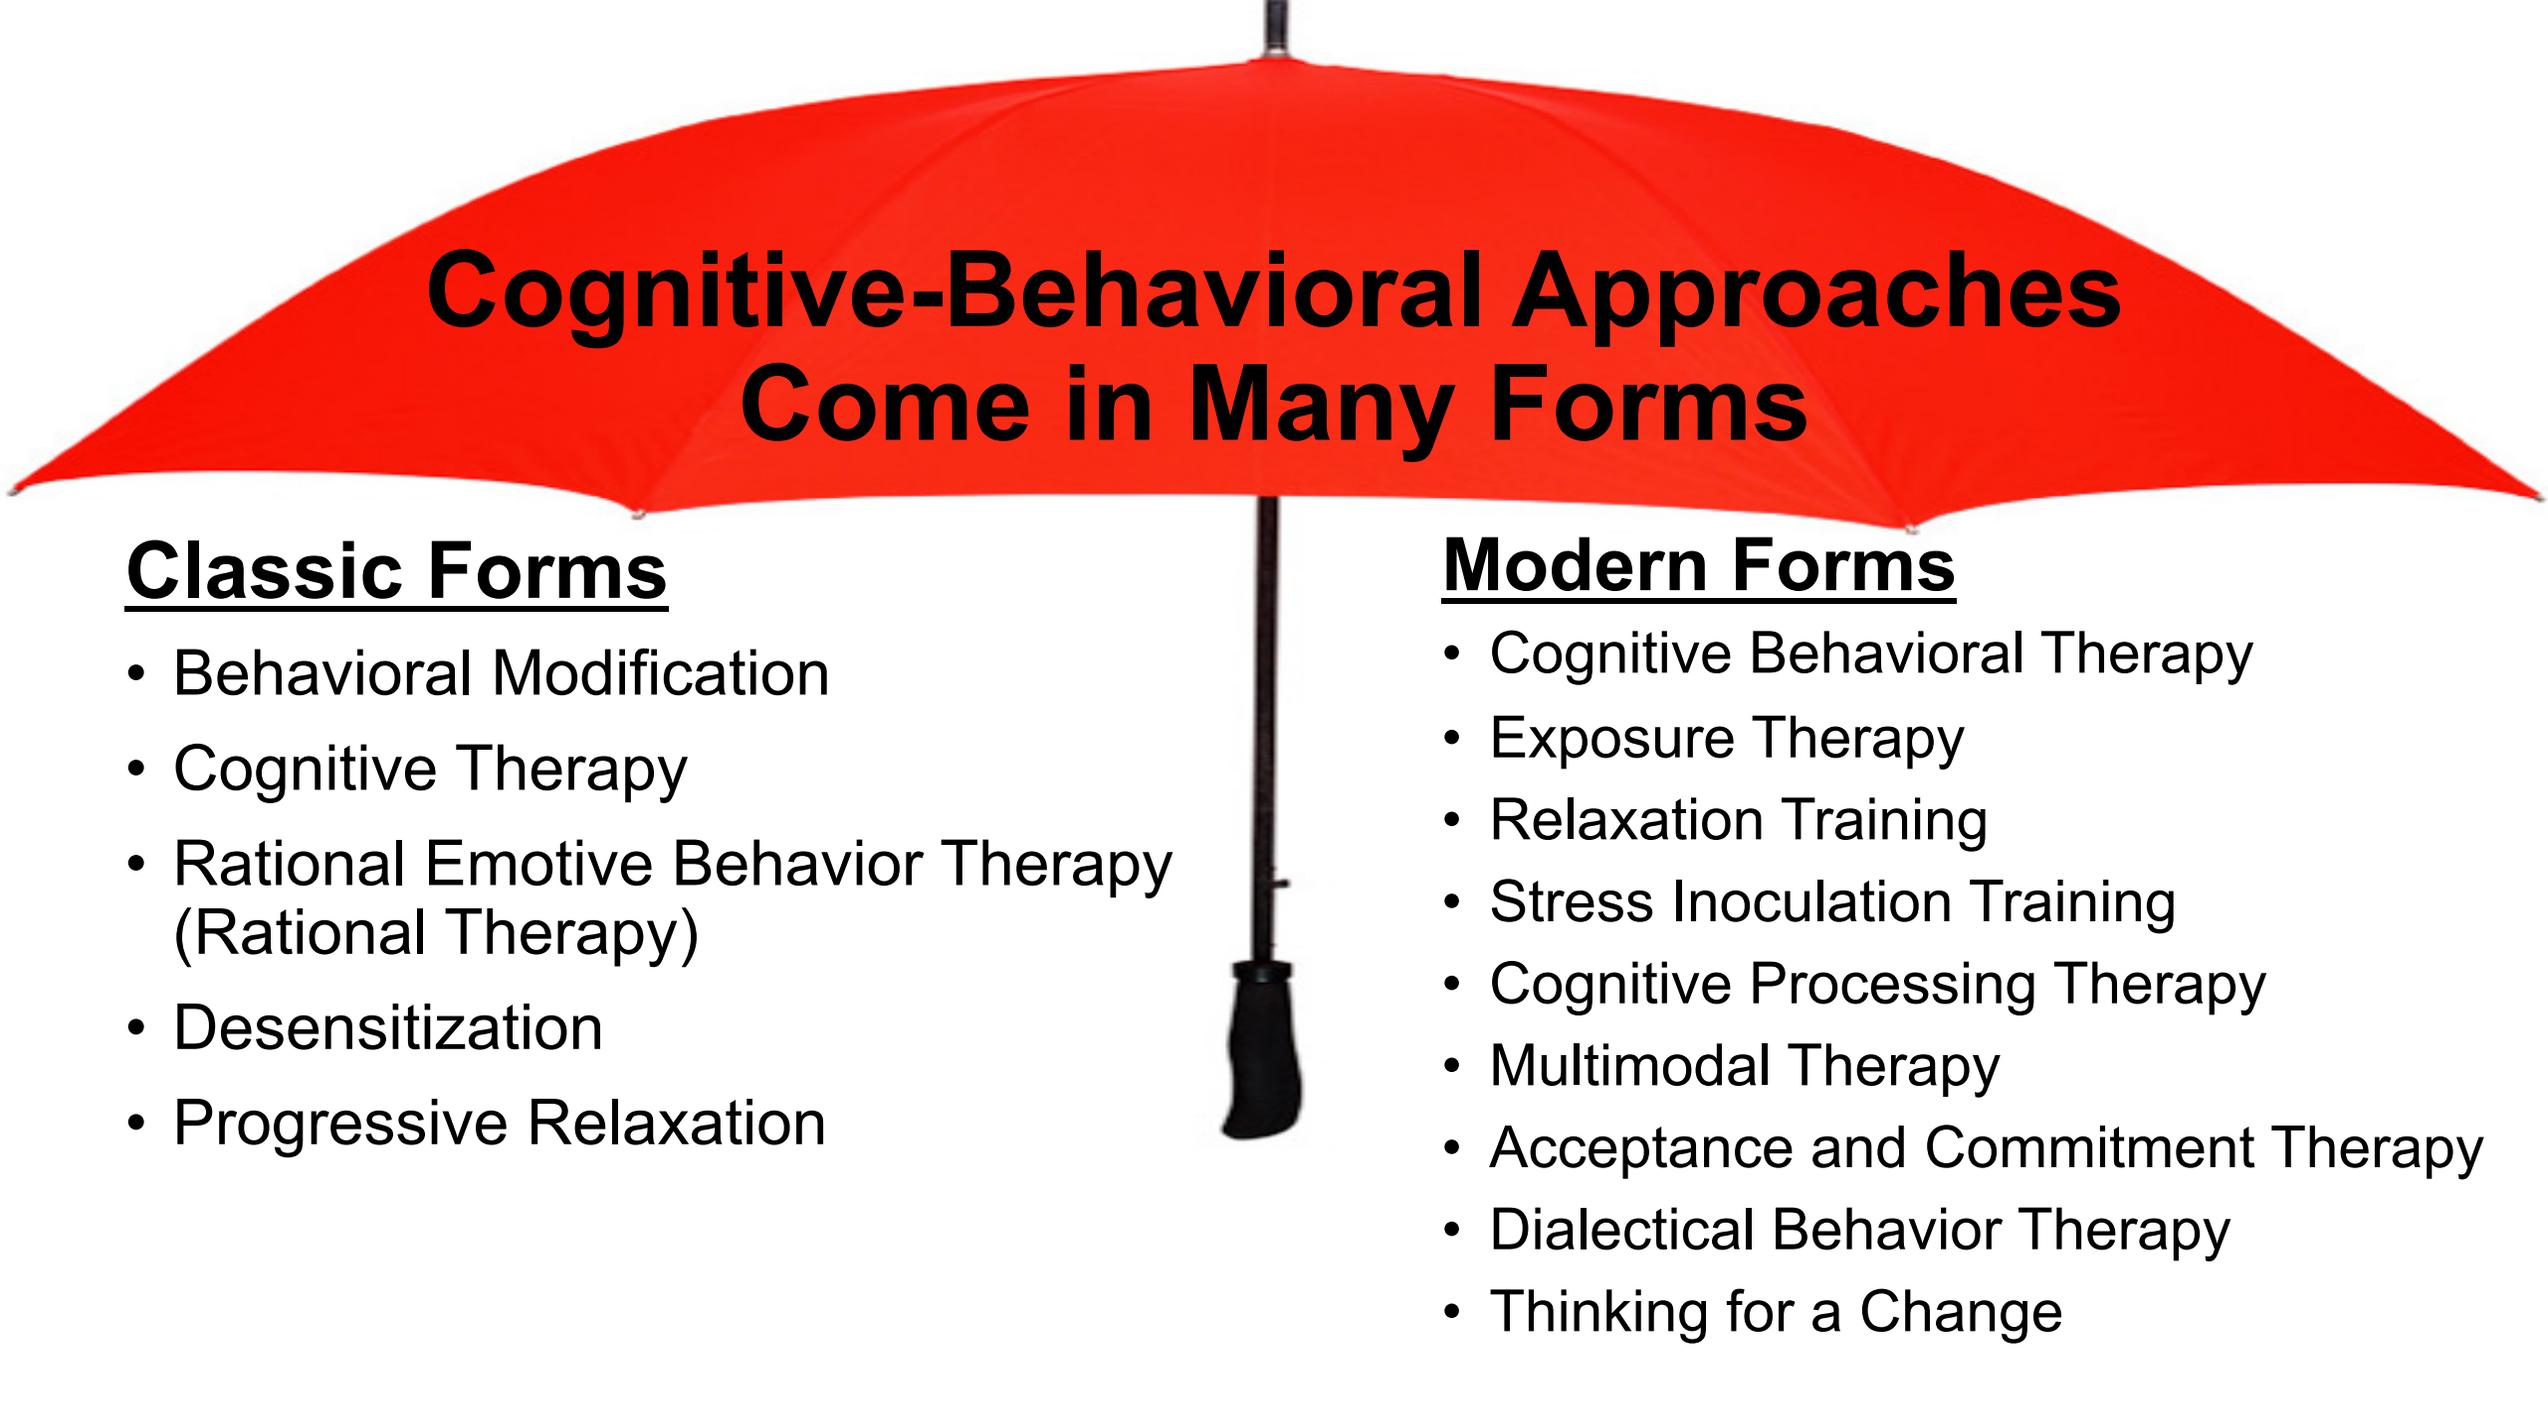 Cognitive-Behavioral Approaches
Come in Many Forms
Classic Forms
• Behavioral Modification
• Cognitive Therapy
• Rational Emotive Behavior Therapy
(Rational Therapy)
• Desensitization
• Progressive Relaxation
Modern Forms
• Cognitive Behavioral Therapy
• Exposure Therapy
• Relaxation Training
• Stress Inoculation Training
• Cognitive Processing Therapy
• Multimodal Therapy
• Acceptance and Commitment Therapy
• Dialectical Behavior Therapy
• Thinking for a Change